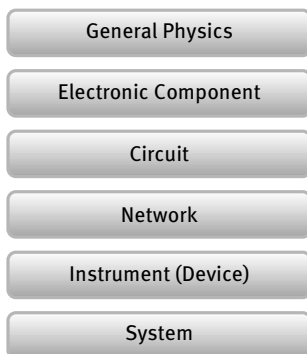 General Physics
Electronic Component
Circuit
Network
Instrument (Device)
System